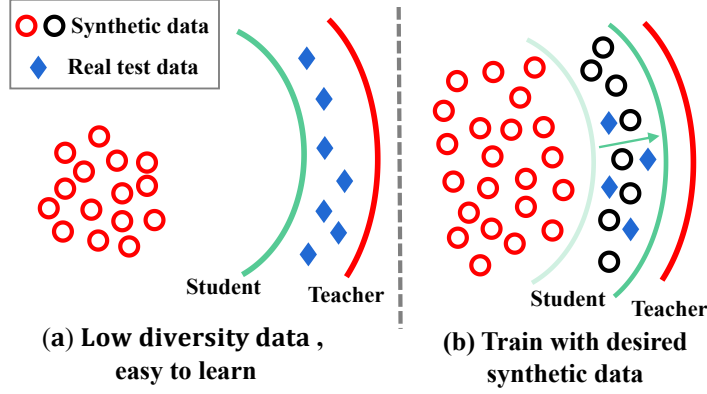 Synthetic data
Real test data
Student
Teacher
(a) Low diversity data ,
easy to learn
Student
Teacher
(b) Train with desired
synthetic data